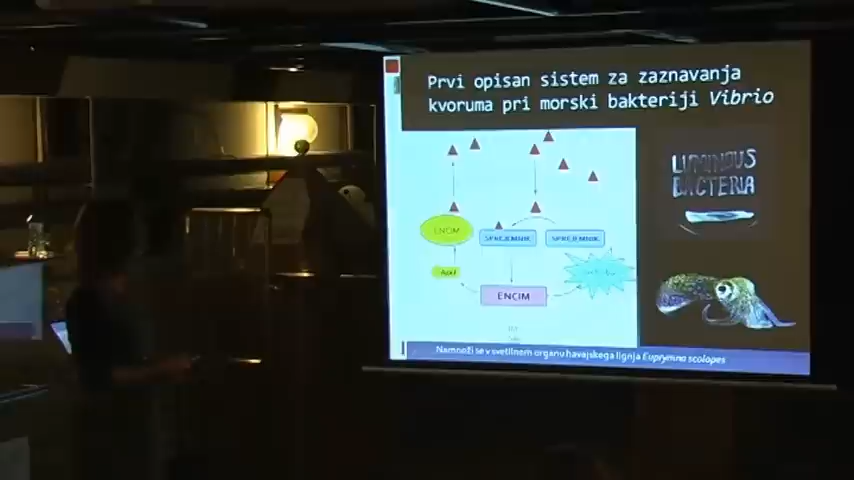 Prvi opisan sistem za zaznavanja
kvoruma pri morski bakteriji Vibrio
LUMINOUS
BACTERIA
ENCIM
SPREJEMNIK
SPREJEMNIK
ENCIM
Namnoži se v svetilnem organu havajskega lignja Euprymna scolopes